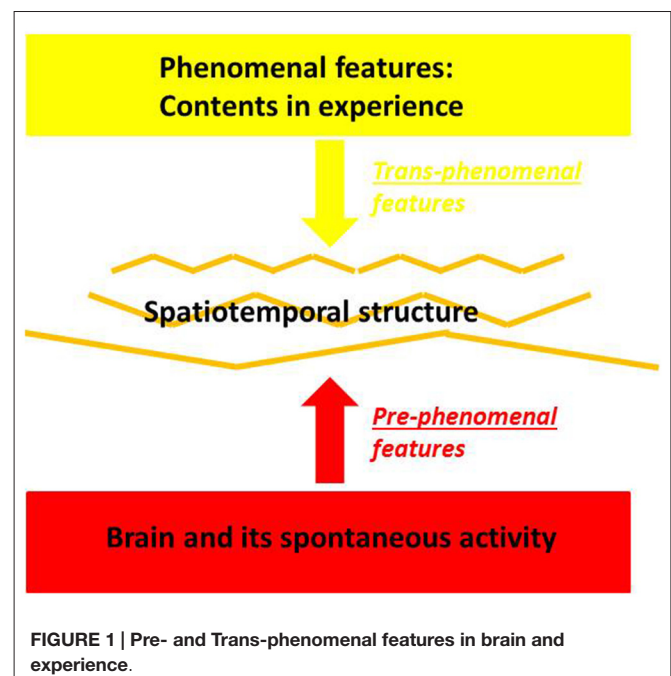 Phenomenal features:
Contents in experience
Trans-phenomenal
features
Spatiotemporal structure
Pre-phenomenal
features
Brain and its spontaneous activity
FIGURE 1 | Pre- and Trans-phenomenal features in brain and
experience.